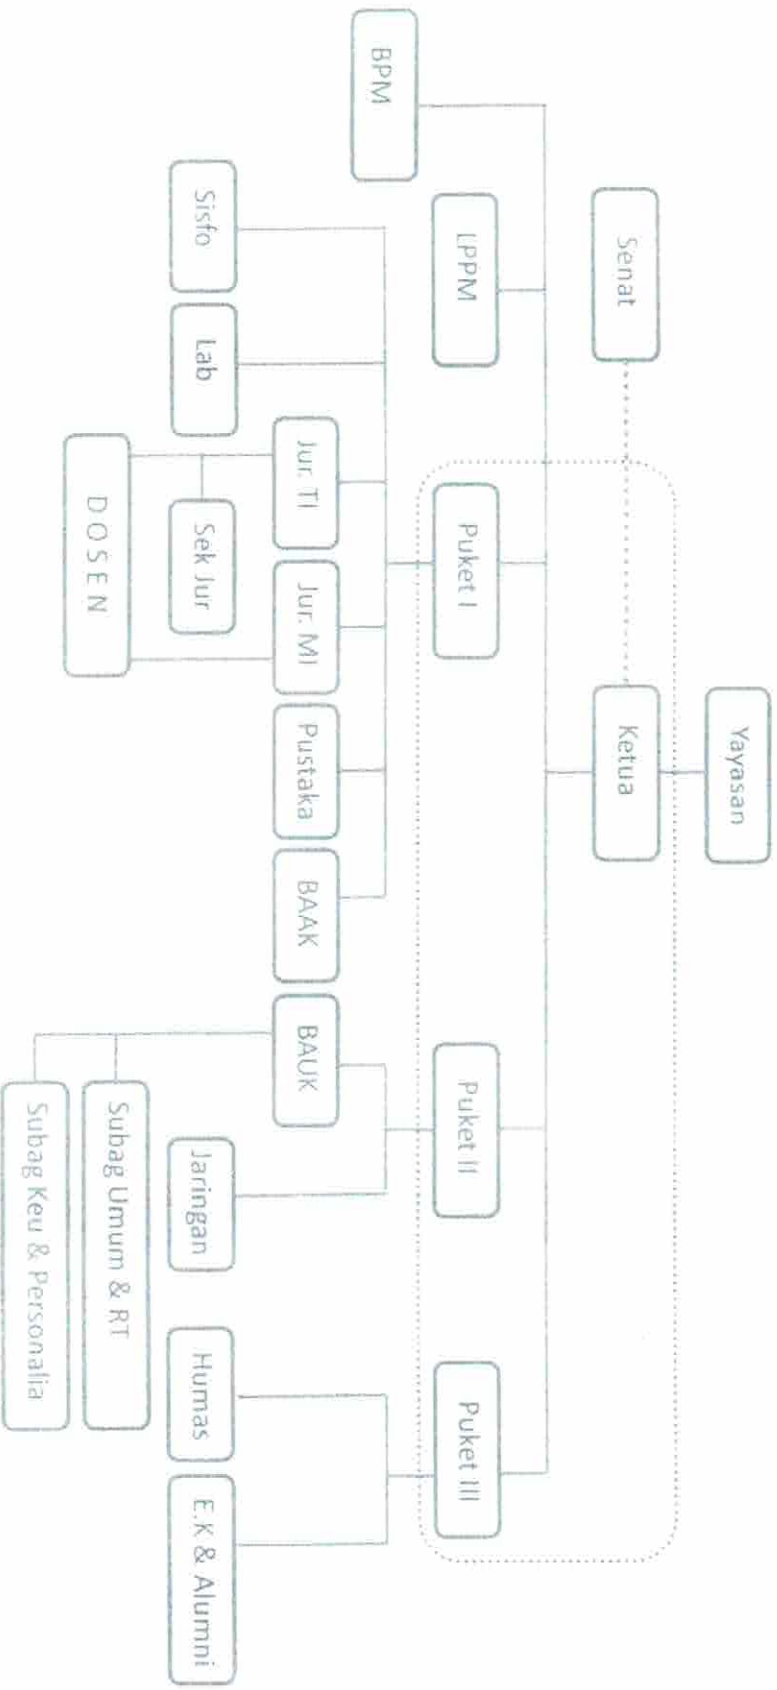 Yayasan
Senat
Ketua
BPM
LPPM
Puket I
Puket II
Puket III
Sisfo
Lab
Jur. TI
Jur. MI
Pustaka
BAAK
BAUK
Sek Jur
Jaringan
Humas
E.K & Alumni
D O S E N
Subag Umum & RT
Subag Keu & Personalia